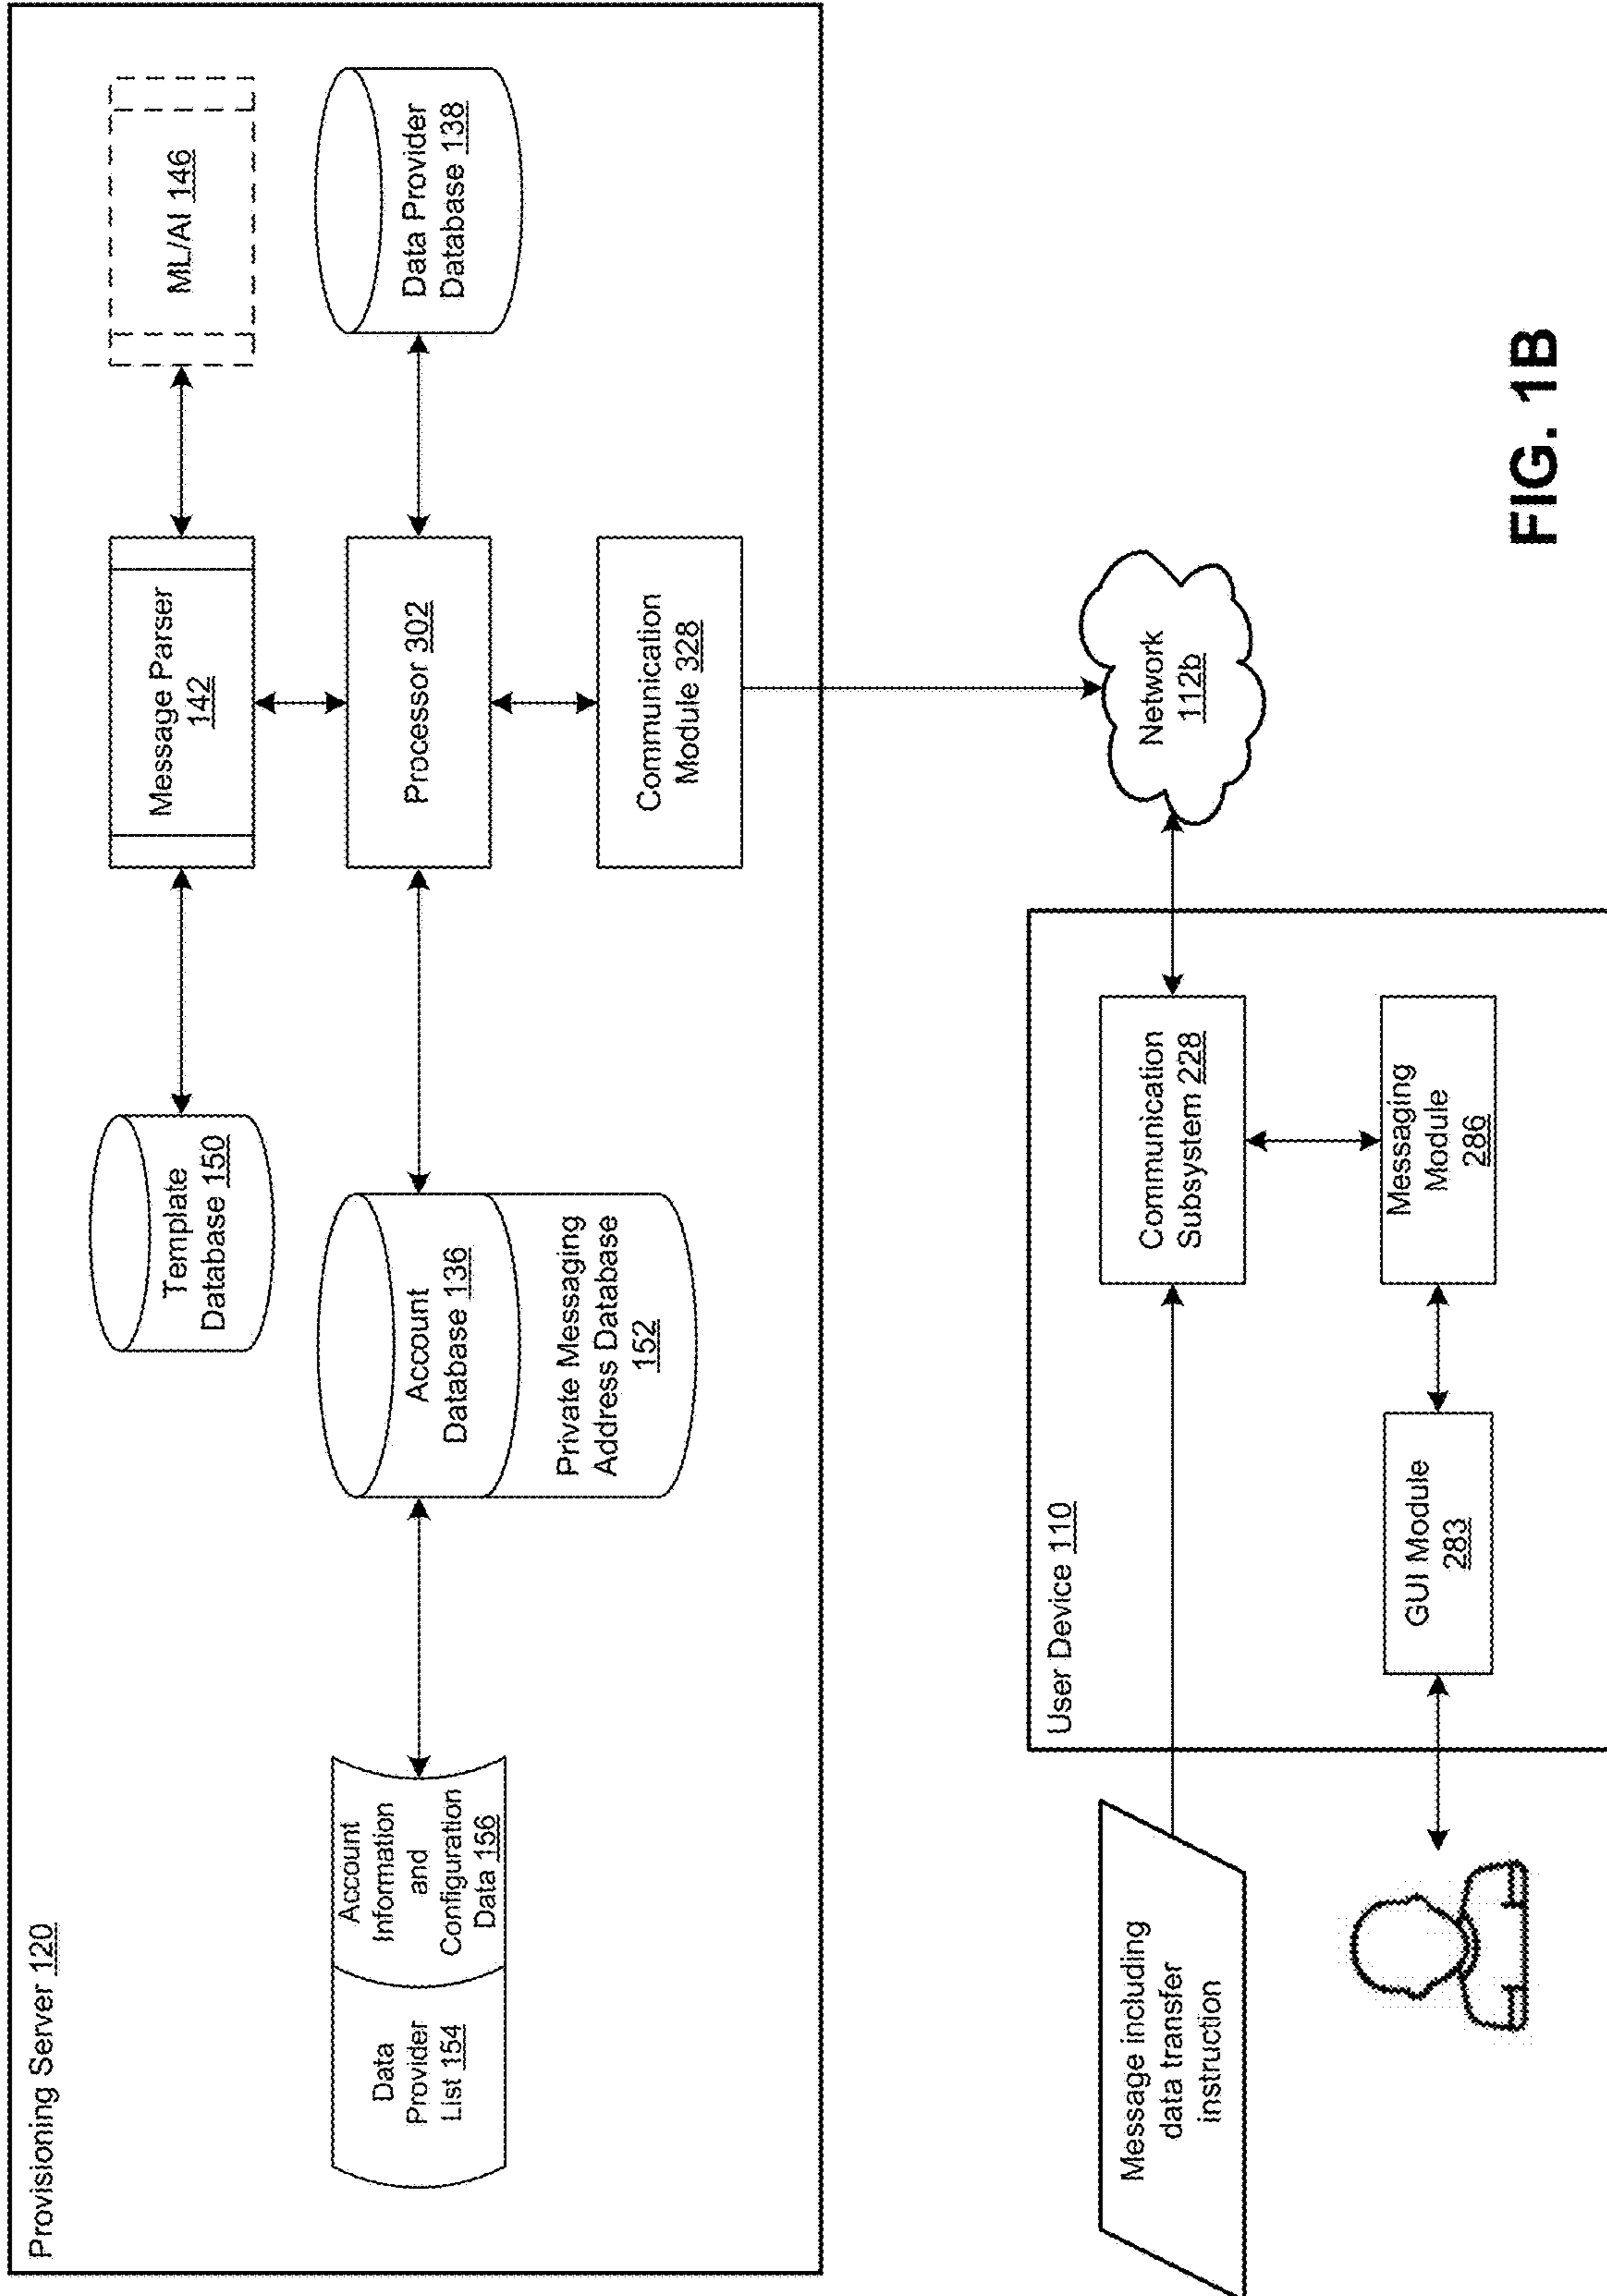 Provisioning Server 120
Template
Database 150
Message Parser
142
ML/AI 146
Data
Provider
List 154
Account
Information
and
Configuration
Data 156
Account
Database 136
Private Messaging
Address Database
152
Processor 302
Data Provider
Database 138
Communication
Module 328
Network
112b
User Device 110
Message including
data transfer
instruction
Communication
Subsystem 228
GUI Module
283
Messaging
Module
286
FIG. 1B